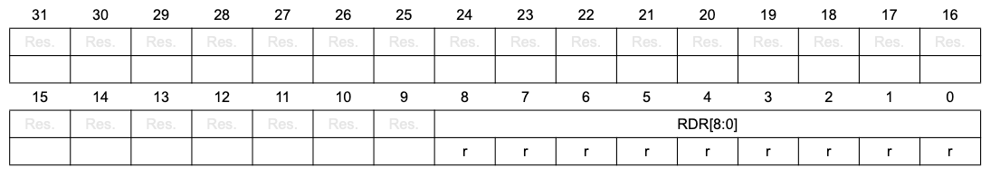 31 30 29 28 27 26 25 24 23 22 21 20 19 18 17 16
Res. Res. Res. Res. Res. Res. Res. Res. Res. Res. Res. Res. Res. Res. Res. Res.
15 14 13 12 11 10 9 8 7 6 5 4 3 2 1 0
Res. Res. Res. Res. Res. Res. Res. RDR[8:0]
r r r r r r r r r